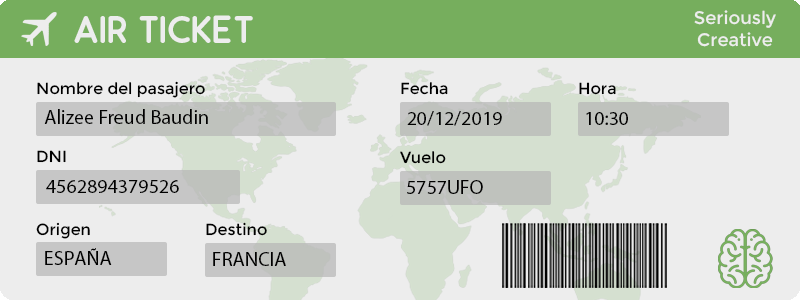 AIR TICKET
Seriously
Creative
Nombre del pasajero
Alizee Freud Baudin
Fecha
20/12/2019
Hora
10:30
DNI
4562894379526
Vuelo
5757UFO
Origen
ESPAÑA
Destino
FRANCIA